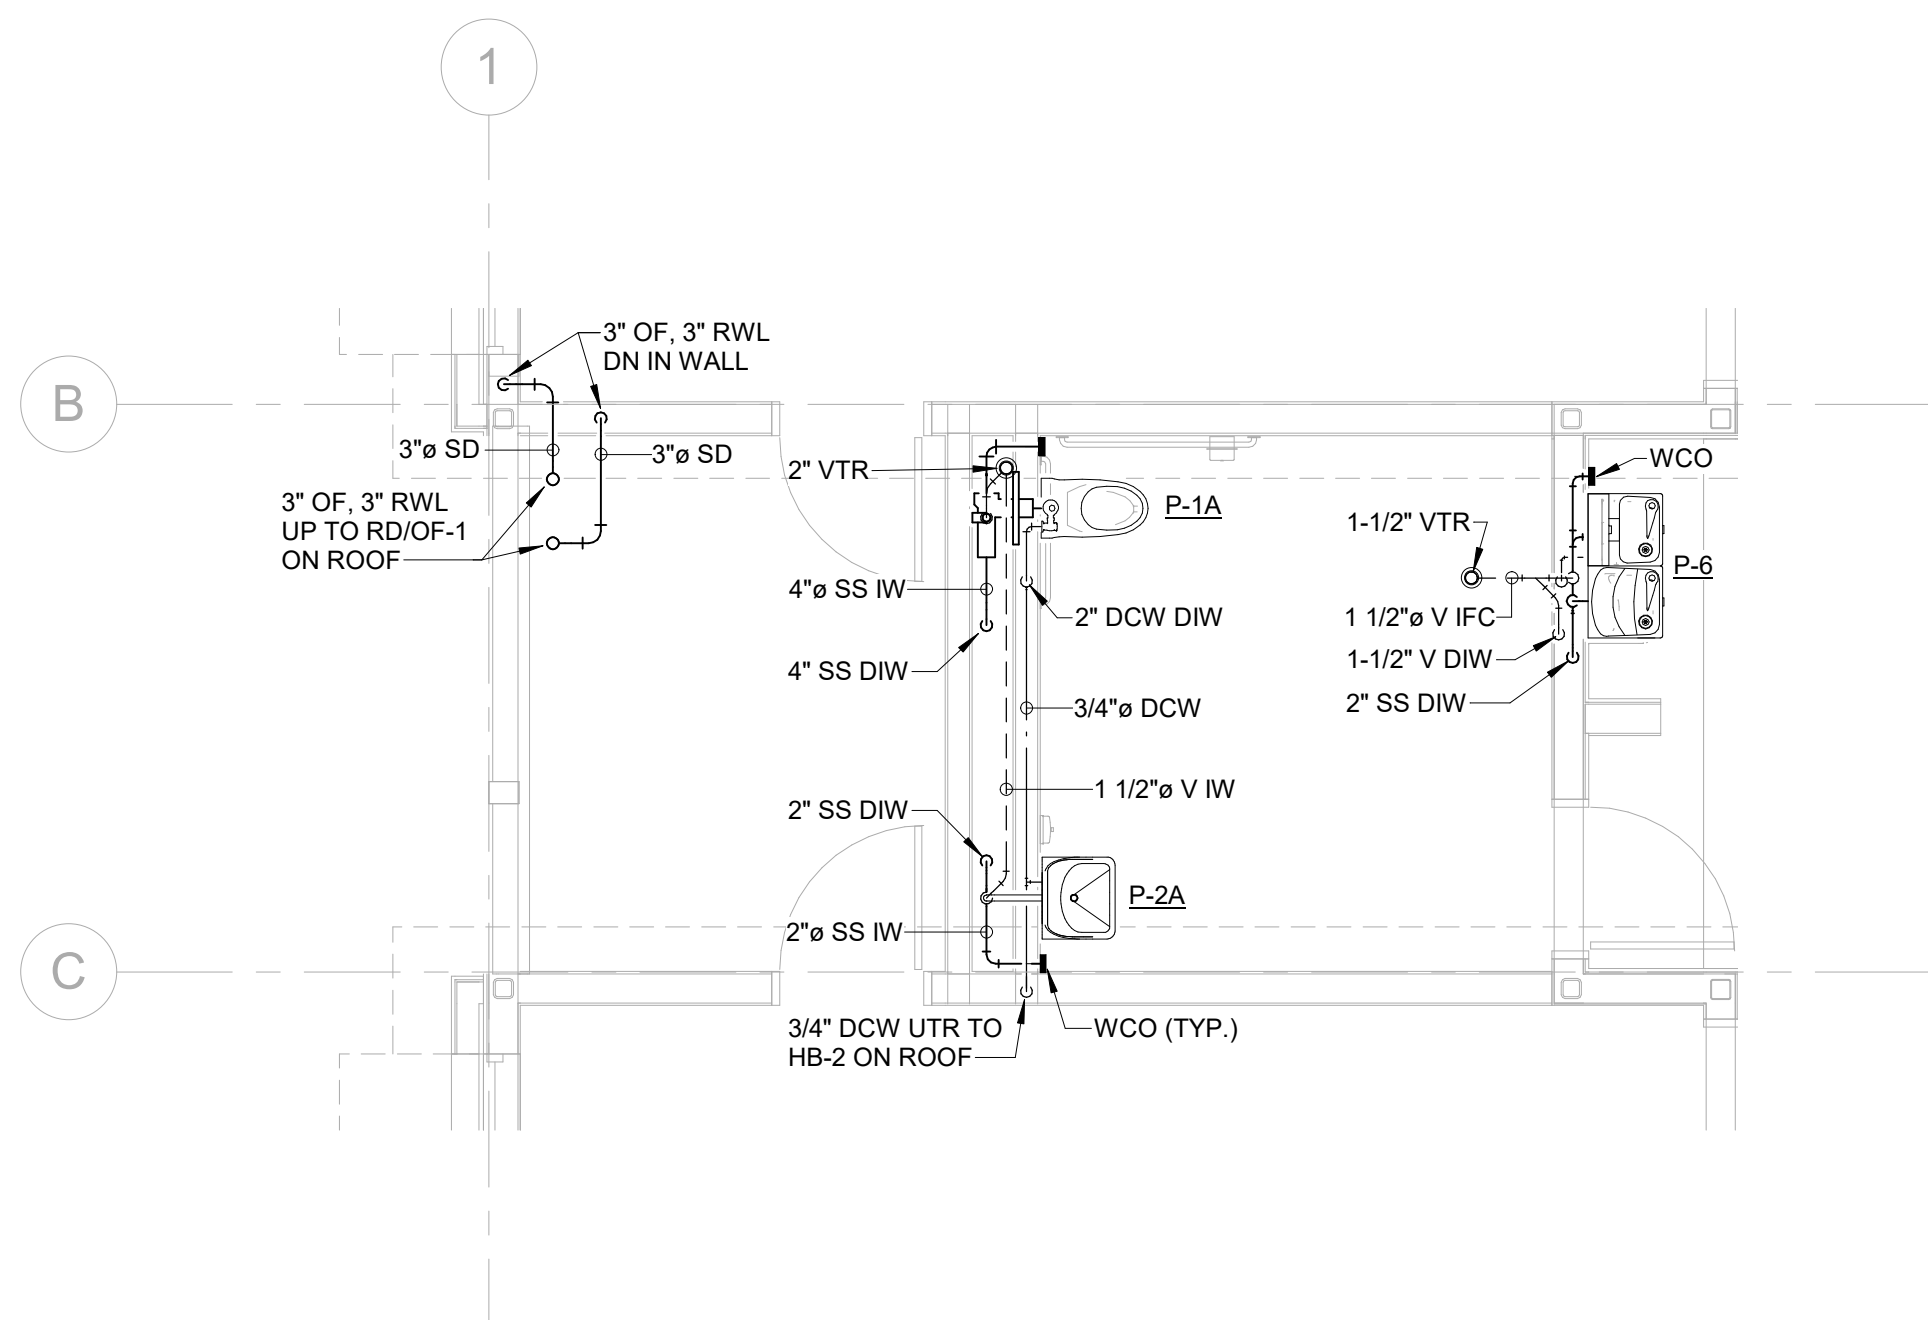 1
B
C
3" OF, 3" RWL
DN IN WALL
3"ø SD
3"ø SD
3" OF, 3" RWL
UP TO RD/OF-1
ON ROOF
2" VTR
P-1A
4"ø SS IW
2" DCW DIW
4" SS DIW
3/4"ø DCW
1 1/2"ø V IW
2" SS DIW
P-2A
2"ø SS IW
3/4" DCW UTR TO
HB-2 ON ROOF
WCO (TYP.)
WCO
1-1/2" VTR
P-6
1 1/2"ø V IFC
1-1/2" V DIW
2" SS DIW